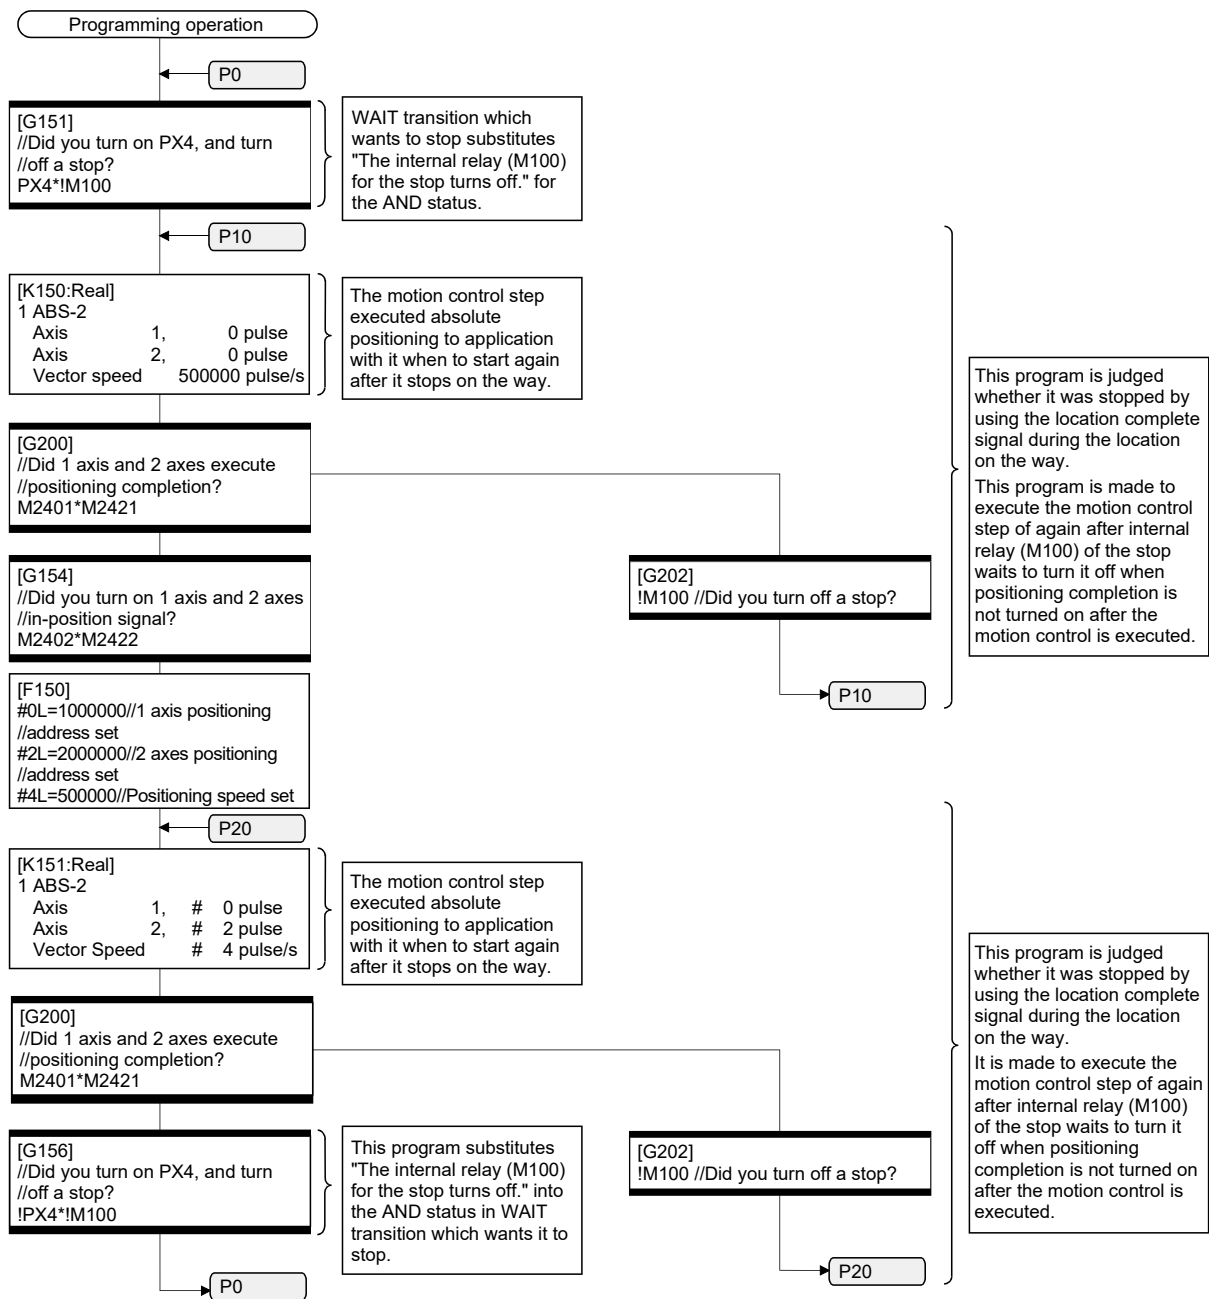 Programming operation
P0
[G151]
//Did you turn on PX4, and turn
//off a stop?
PX4*!M100
WAIT transition which
wants to stop substitutes
"The internal relay (M100)
for the stop turns off." for
the AND status.
P10
[K150:Real]
1 ABS-2
Axis 1, 0 pulse
Axis 2, 0 pulse
Vector speed 500000 pulse/s
The motion control step
executed absolute
positioning to application
with it when to start again
after it stops on the way.
[G200]
//Did 1 axis and 2 axes execute
//positioning completion?
M2401*M2421
[G154]
//Did you turn on 1 axis and 2 axes
//in-position signal?
M2402*M2422
[G202]
!M100 //Did you turn off a stop?
P10
This program is judged
whether it was stopped by
using the location complete
signal during the location
on the way.
This program is made to
execute the motion control
step of again after internal
relay (M100) of the stop
waits to turn it off when
positioning completion is
not turned on after the
motion control is executed.
[F150]
#0L=1000000//1 axis positioning
//address set
#2L=2000000//2 axes positioning
//address set
#4L=500000//Positioning speed set
P20
[K151:Real]
1 ABS-2
Axis 1, # 0 pulse
Axis 2, # 2 pulse
Vector Speed # 4 pulse/s
The motion control step
executed absolute
positioning to application
with it when to start again
after it stops on the way.
[G200]
//Did 1 axis and 2 axes execute
//positioning completion?
M2401*M2421
[G156]
//Did you turn on PX4, and turn
//off a stop?
!PX4*!M100
This program substitutes
"The internal relay (M100)
for the stop turns off." into
the AND status in WAIT
transition which wants it to
stop.
[G202]
!M100 //Did you turn off a stop?
P20
This program is judged
whether it was stopped by
using the location complete
signal during the location
on the way.
It is made to execute the
motion control step of again
after internal relay (M100)
of the stop waits to turn it
off when positioning
completion is not turned on
after the motion control is
executed.
P0